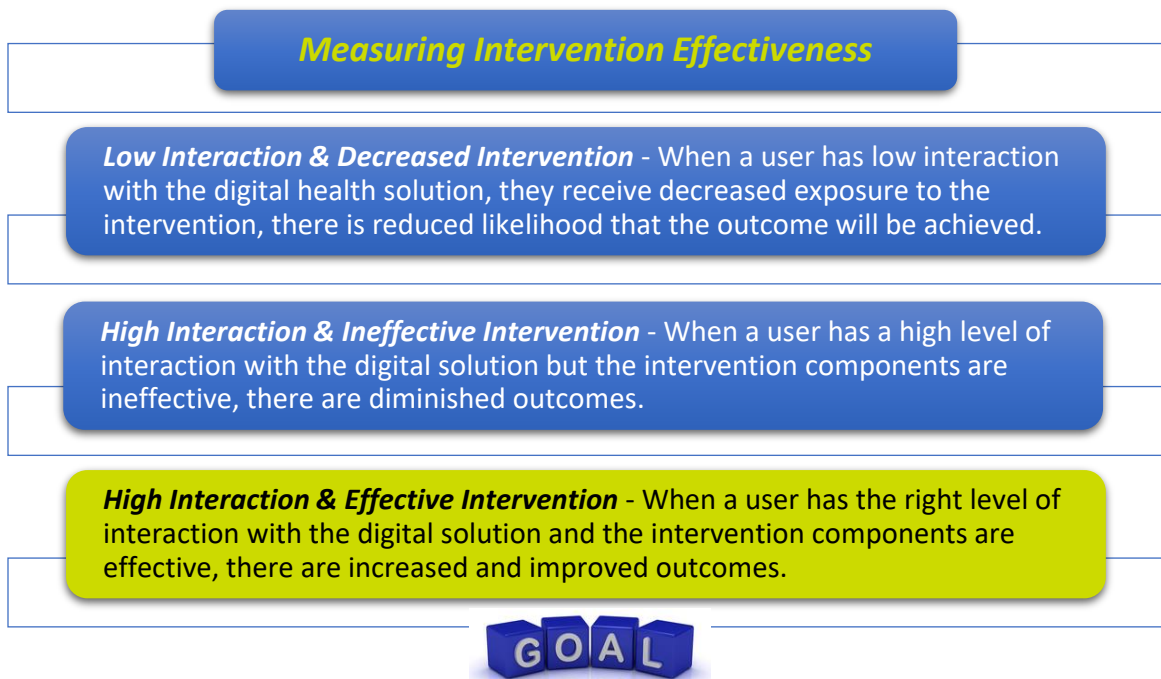 Measuring Intervention Effectiveness
Low Interaction & Decreased Intervention - When a user has low interaction
with the digital health solution, they receive decreased exposure to the
intervention, there is reduced likelihood that the outcome will be achieved.
High Interaction & Ineffective Intervention - When a user has a high level of
interaction with the digital solution but the intervention components are
ineffective, there are diminished outcomes.
High Interaction & Effective Intervention - When a user has the right level of
interaction with the digital solution and the intervention components are
effective, there are increased and improved outcomes.
GOAL